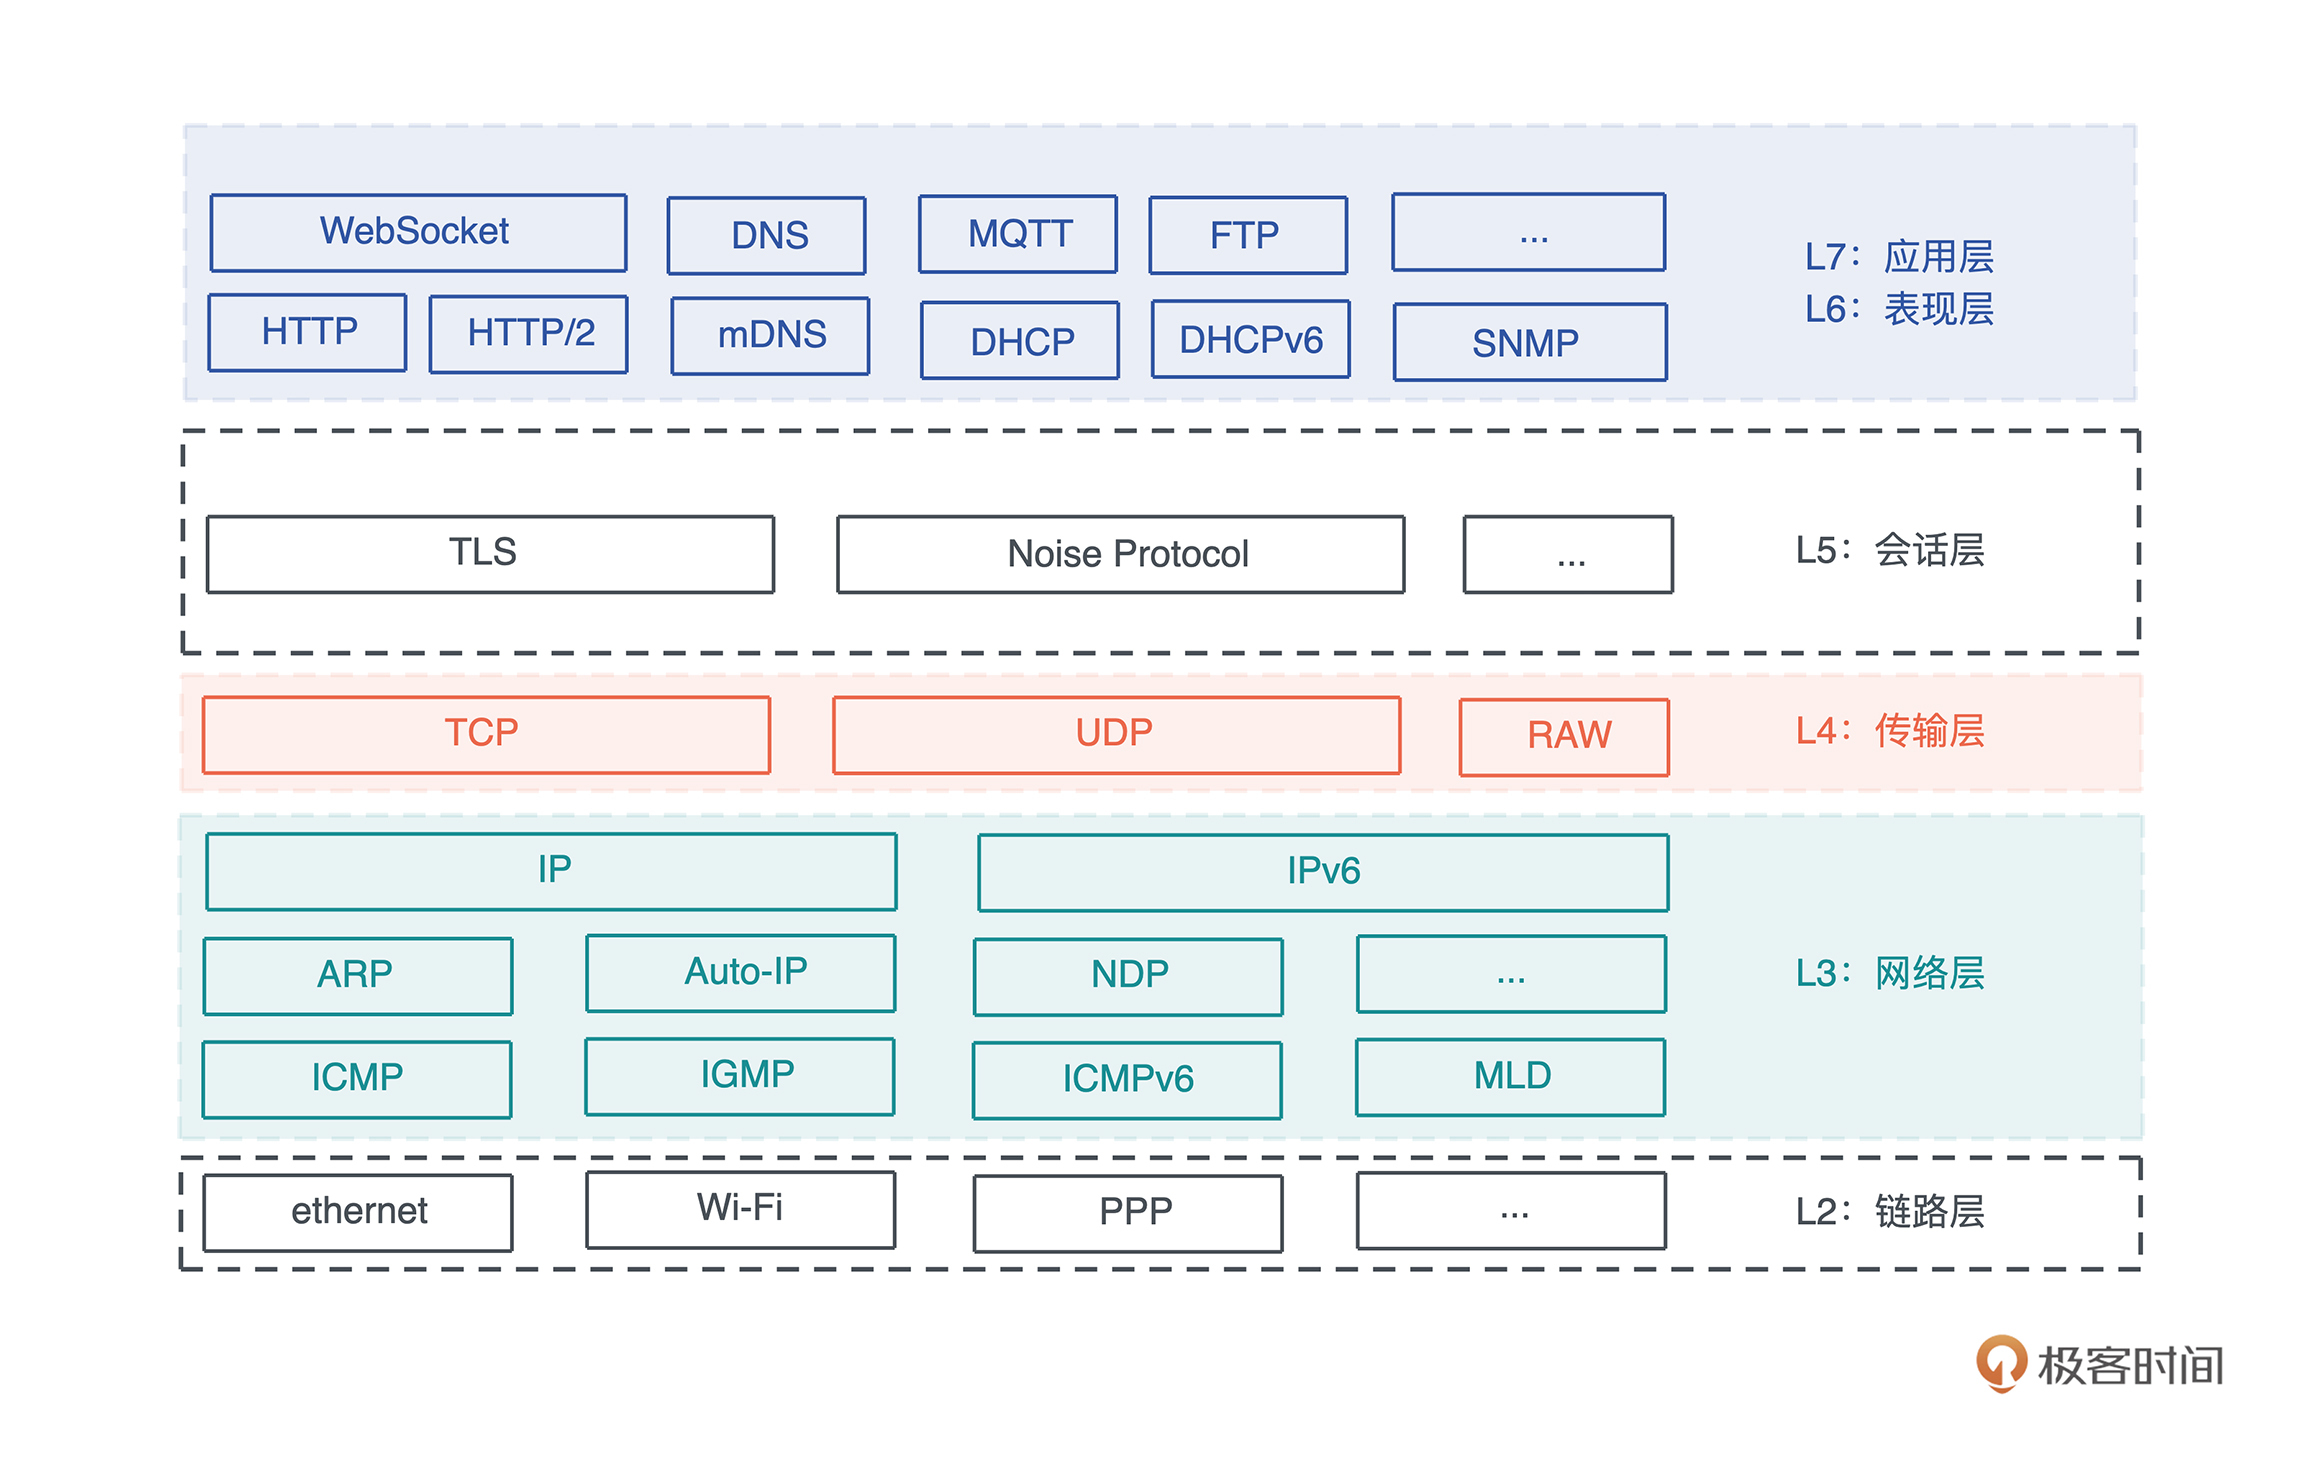 WebSocket
DNS
MQTT
FTP
...
L7：应用层
HTTP
HTTP/2
mDNS
DHCP
DHCPv6
SNMP
L6：表现层
TLS
Noise Protocol
...
L5：会话层
TCP
UDP
RAW
L4：传输层
IP
IPv6
ARP
Auto-IP
NDP
...
L3：网络层
ICMP
IGMP
ICMPv6
MLD
ethernet
Wi-Fi
PPP
...
L2：链路层
极客时间